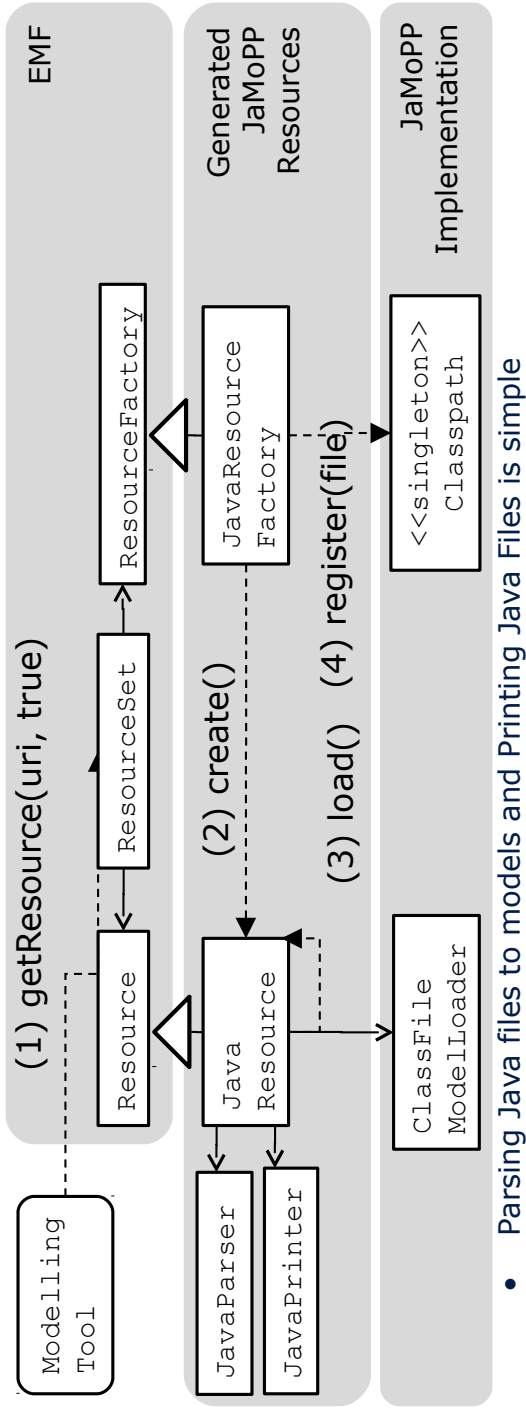 Modelling
Tool
(1) getResource(uri, true)
Resource
ResourceSet
ResourceFactory
EMF
JavaParser
JavaPrinter
Java
Resource
(2) create()
JavaResource
Factory
Generated
JaMoPP
Resources
(3) load()
(4) register(file)
ClassFile
ModelLoader
<<singleton>>
Classpath
JaMoPP
Implementation
• Parsing Java files to models and Printing Java Files is simple